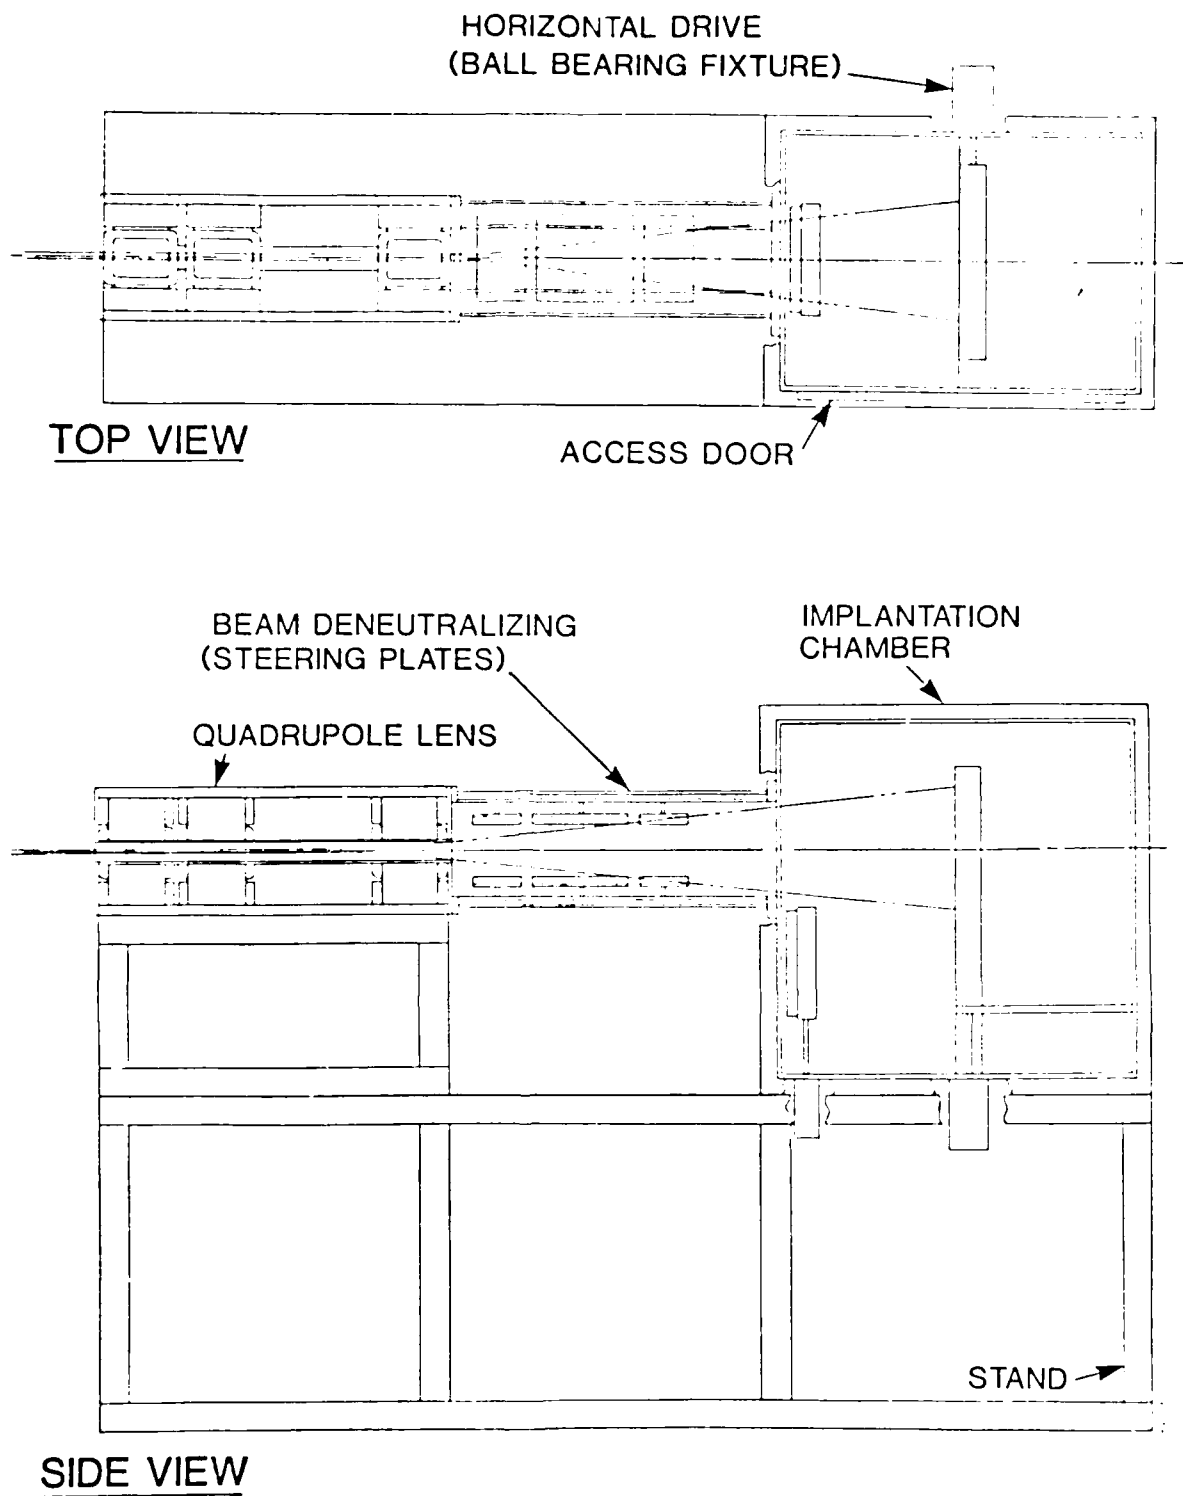 HORIZONTAL DRIVE
(BALL BEARING FIXTURE)
TOP VIEW
ACCESS DOOR
BEAM DENEUTRALIZING
(STEERING PLATES)
IMPLANTATION
CHAMBER
QUADRUPOLE LENS
STAND
SIDE VIEW